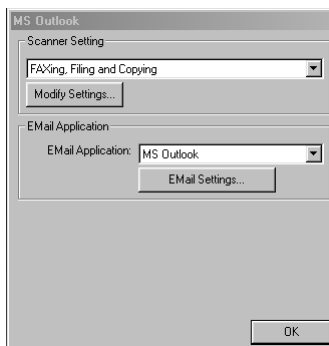 MS Outlook
Scanner Setting
FAXing, Filing and Copying
Modify Settings...
EMail Application
EMail Application: MS Outlook
EMail Settings...
OK